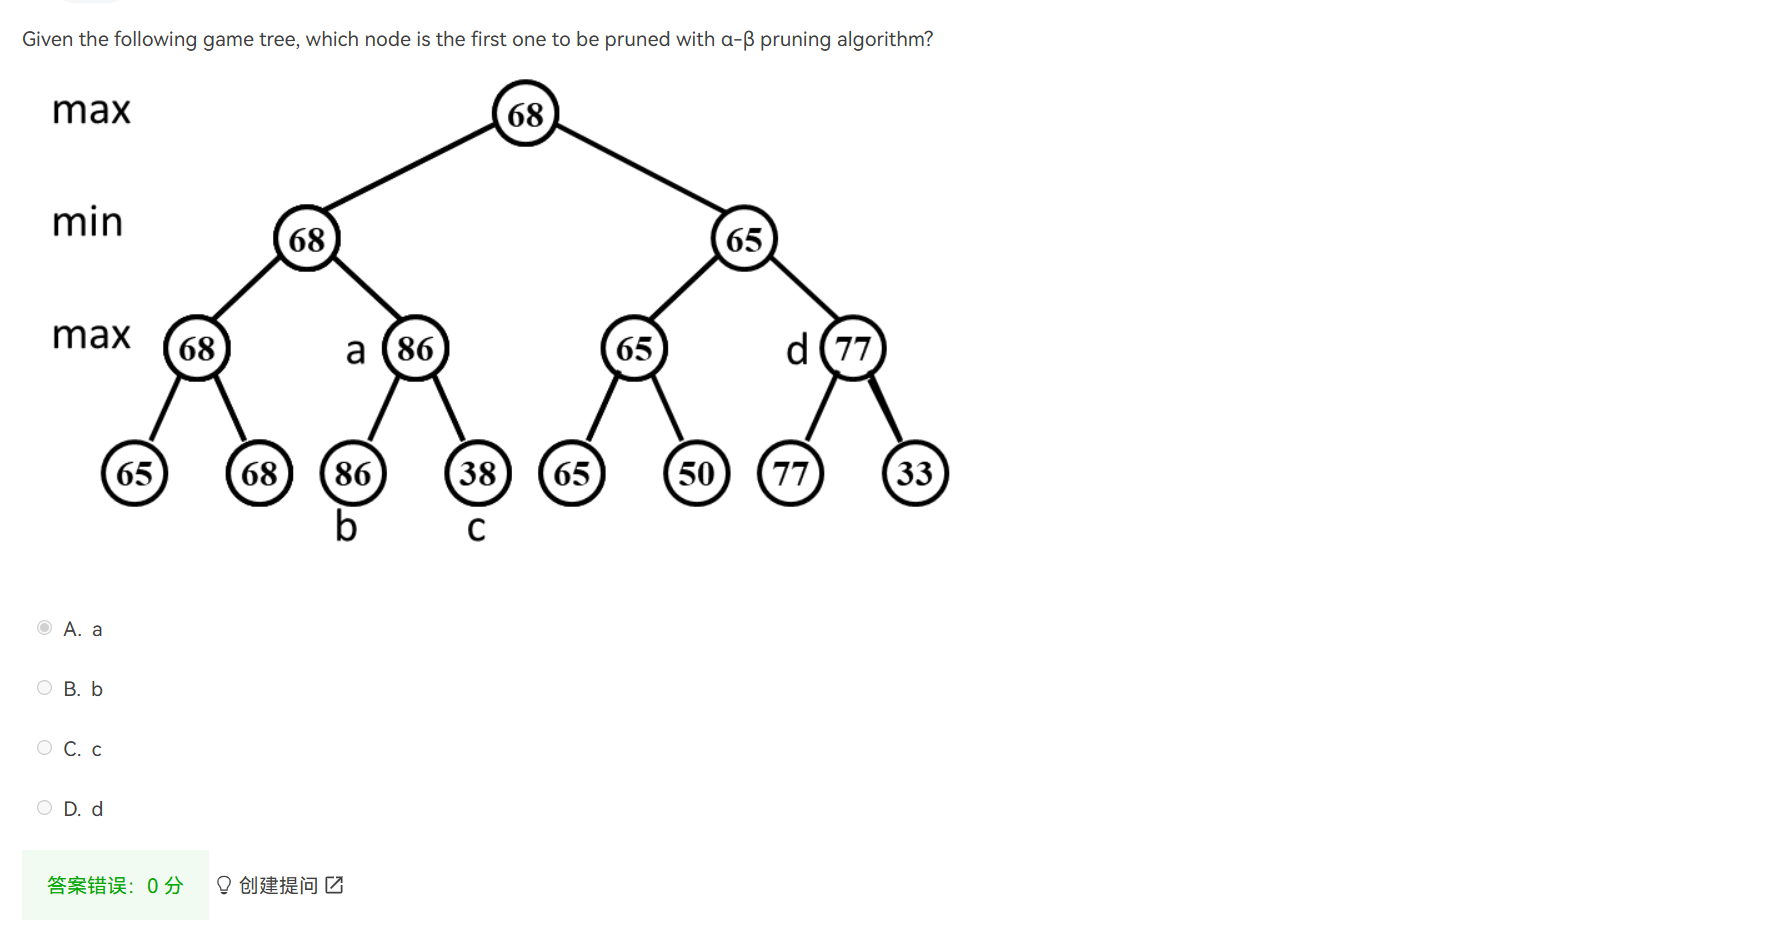 Given the following game tree, which node is the first one to be pruned with α-β pruning algorithm?
max 68
min 68 65
max 68 a 86 65 d 77
65 68 86 38 65 50 77 33
b c
A. a
B. b
C. c
D. d
答案错误: 0 分 创建提问